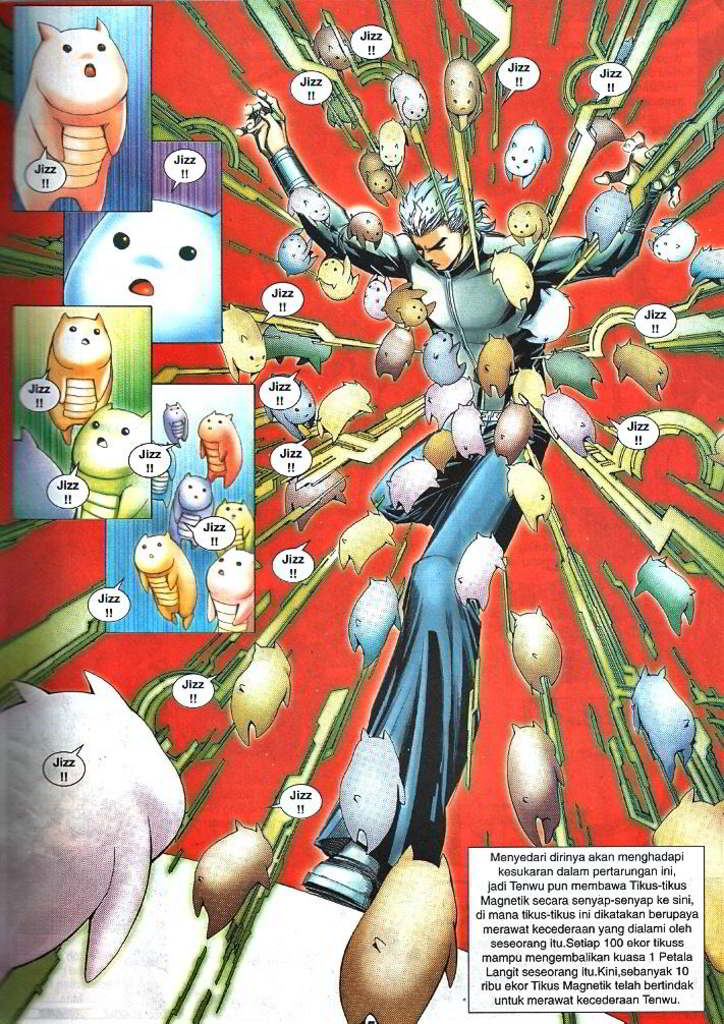 Jizz
!!
Jizz
!!
Jizz
!!
Jizz
!!
Jizz
!!
Jizz
!!
Jizz
!!
Jizz
!!
Jizz
!!
Jizz
!!
Jizz
!!
Jizz
!!
Jizz
!!
Jizz
!!
Jizz
!!
Jizz
!!
Jizz
!!
Jizz
!!
Jizz
!!
Jizz
!!
Jizz
!!
Menyedari dirinya akan menghadapi
kesukaran dalam pertarungan ini,
jadi Tenwu pun membawa Tikus-tikus
Magnetik secara senyap-senyap ke sini,
di mana tikus-tikus ini dikatakan berupaya
merawat kecederaan yang dialami oleh
seseorang itu.Setiap 100 ekor tikuss
mampu mengembalikan kuasa 1 Petala
Langit seseorang itu.Kini,sebanyak 10
ribu ekor Tikus Magnetik telah bertindak
untuk merawat kecederaan Tenwu.